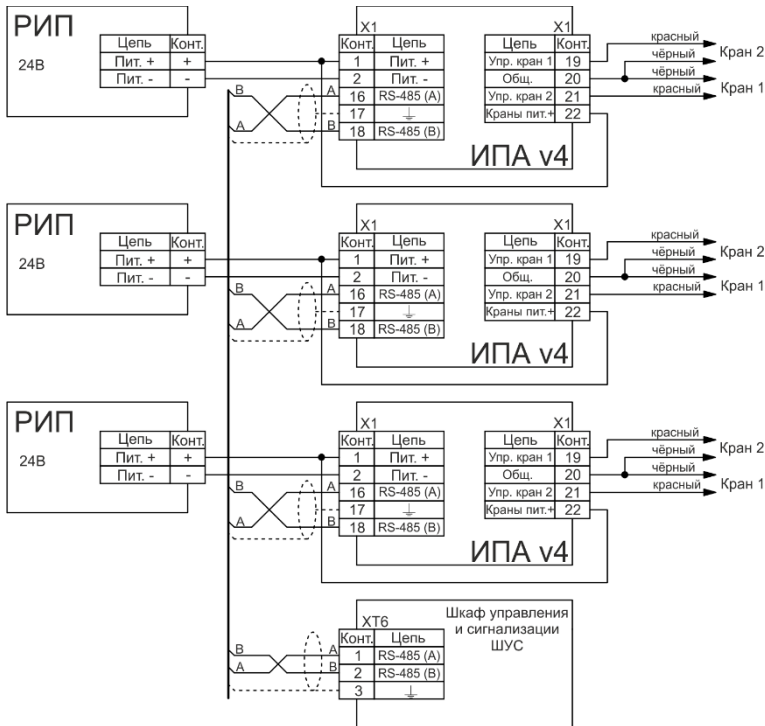 РИП
24В
Цепь Конт.
Пит. + +
Пит. - -
X1
Конт. Цепь
1 Пит. +
2 Пит. -
16 RS-485 (A)
17
18 RS-485 (B)
B A
A B
ИПА v4
X1
Цепь Конт.
Упр. кран 1 19
Общ. 20
Упр. кран 2 21
Краны пит.+ 22
красный
чёрный Кран 2
чёрный
красный Кран 1
РИП
24В
Цепь Конт.
Пит. + +
Пит. - -
X1
Конт. Цепь
1 Пит. +
2 Пит. -
16 RS-485 (A)
17
18 RS-485 (B)
B A
A B
ИПА v4
X1
Цепь Конт.
Упр. кран 1 19
Общ. 20
Упр. кран 2 21
Краны пит.+ 22
красный
чёрный Кран 2
чёрный
красный Кран 1
РИП
24В
Цепь Конт.
Пит. + +
Пит. - -
X1
Конт. Цепь
1 Пит. +
2 Пит. -
16 RS-485 (A)
17
18 RS-485 (B)
B A
A B
ИПА v4
X1
Цепь Конт.
Упр. кран 1 19
Общ. 20
Упр. кран 2 21
Краны пит.+ 22
красный
чёрный Кран 2
чёрный
красный Кран 1
XT6
Конт. Цепь
1 RS-485 (A)
2 RS-485 (B)
3
B A
A B
Шкаф управления
и сигнализации
ШУС